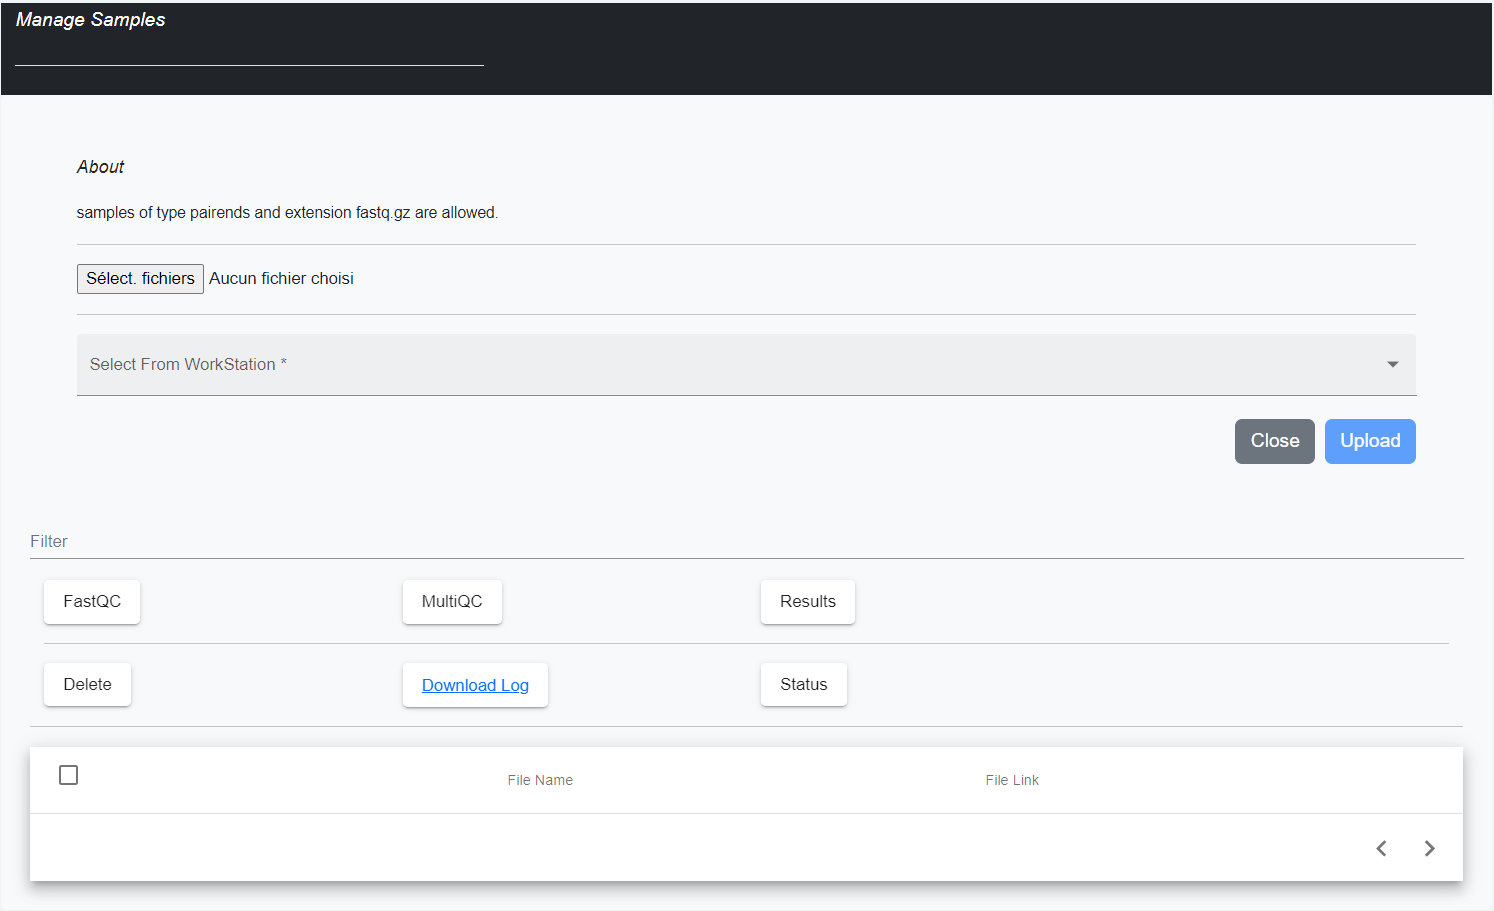 Manage Samples
About
samples of type pairends and extension fastq.gz are allowed.
Sélect. fichiers Aucun fichier choisi
Select From WorkStation *
Close Upload
Filter
FastQC MultiQC Results
Delete Download Log Status
File Name File Link